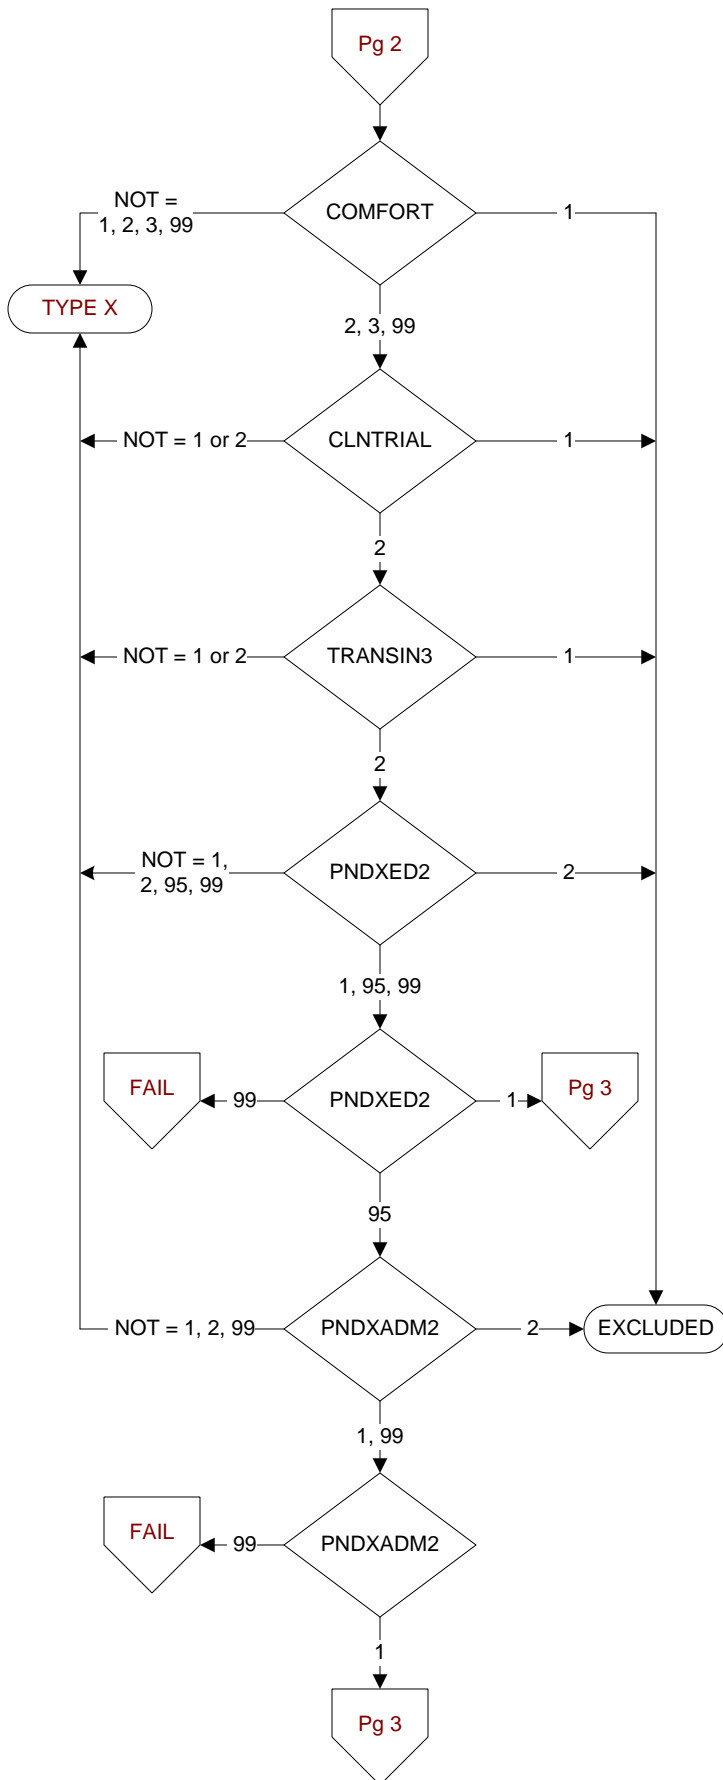 Pg 2
COMFORT
NOT =
1, 2, 3, 99
1
TYPE X
2, 3, 99
CLNTRIAL
NOT = 1 or 2
1
2
TRANSIN3
NOT = 1 or 2
1
2
PNDXED2
NOT = 1,
2, 95, 99
2
1, 95, 99
FAIL
99
PNDXED2
1
Pg 3
95
NOT = 1, 2, 99
PNDXADM2
2
EXCLUDED
1, 99
FAIL
99
PNDXADM2
1
Pg 3